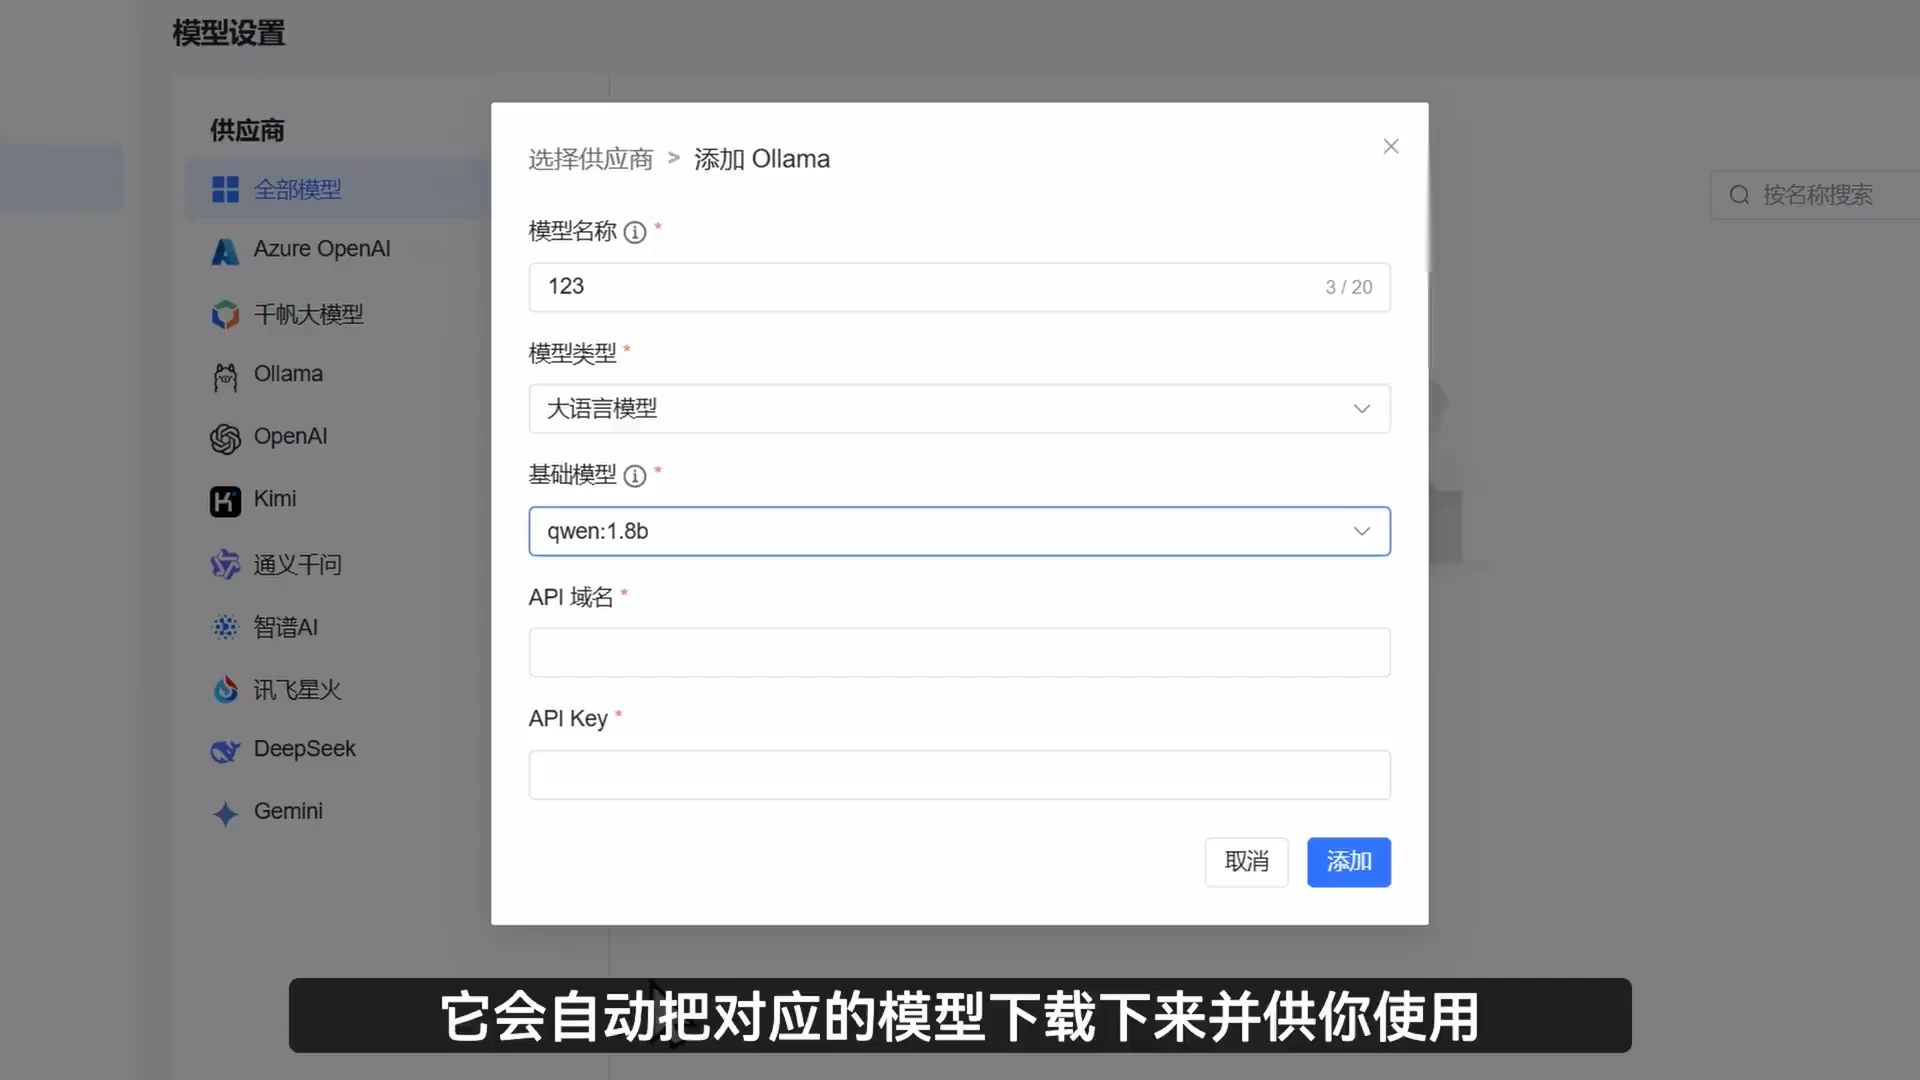 模型设置
供应商
全部模型
Azure OpenAI
千帆大模型
Ollama
OpenAI
Kimi
通义千问
智谱AI
讯飞星火
DeepSeek
Gemini
按名称搜索
选择供应商 > 添加 Ollama
模型名称 *
123
3 / 20
模型类型 *
大语言模型
基础模型 *
qwen:1.8b
API 域名 *
API Key *
取消
添加
它会自动把对应的模型下载下来并供你使用